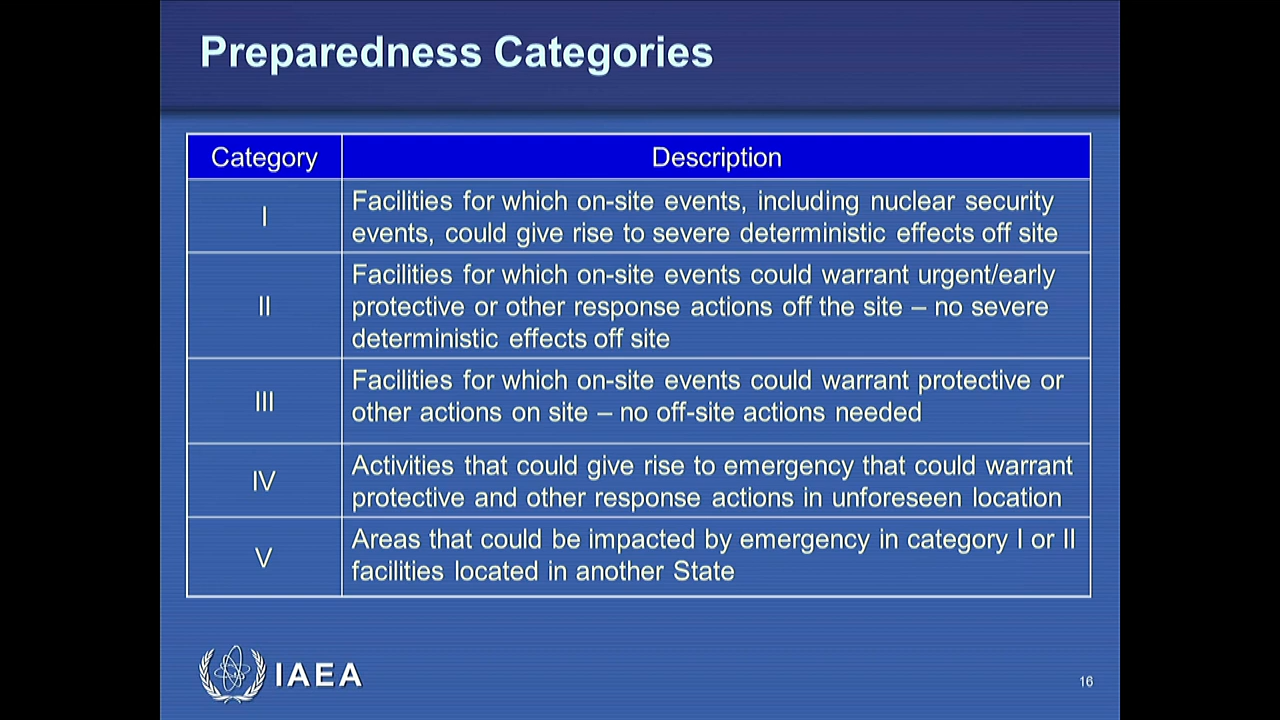 Preparedness Categories
Category
Description
I
Facilities for which on-site events, including nuclear security
events, could give rise to severe deterministic effects off site
II
Facilities for which on-site events could warrant urgent/early
protective or other response actions off the site – no severe
deterministic effects off site
III
Facilities for which on-site events could warrant protective or
other actions on site – no off-site actions needed
IV
Activities that could give rise to emergency that could warrant
protective and other response actions in unforeseen location
V
Areas that could be impacted by emergency in category I or II
facilities located in another State
IAEA
16